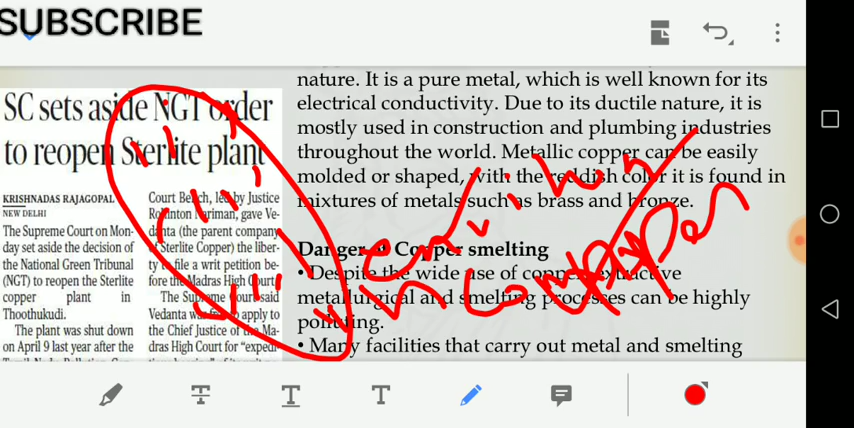 SUBSCRIBE
SC sets aside NGT order
to reopen Sterlite plant
KRISHNADAS RAJAGOPAL
NEW DELHI
The Supreme Court on Mon-
day set aside the decision of
the National Green Tribunal
(NGT) to reopen the Sterlite
copper plant in
Thoothukudi.
The plant was shut down
on April 9 last year after the
Court Bench, led by Justice
Rohinton Nariman, gave Ve-
danta (the parent company
of Sterlite Copper) the liber-
ty to file a writ petition be-
fore the Madras High Court.
The Supreme Court said
Vedanta was free to apply to
the Chief Justice of the Ma-
dras High Court for "expedi-
nature. It is a pure metal, which is well known for its
electrical conductivity. Due to its ductile nature, it is
mostly used in construction and plumbing industries
throughout the world. Metallic copper can be easily
molded or shaped, with the reddish color it is found in
mixtures of metals such as brass and bronze.
Danger of Copper smelting
• Despite the wide use of copper, extractive
metallurgical and smelting processes can be highly
polluting.
• Many facilities that carry out metal and smelting
T
T
T